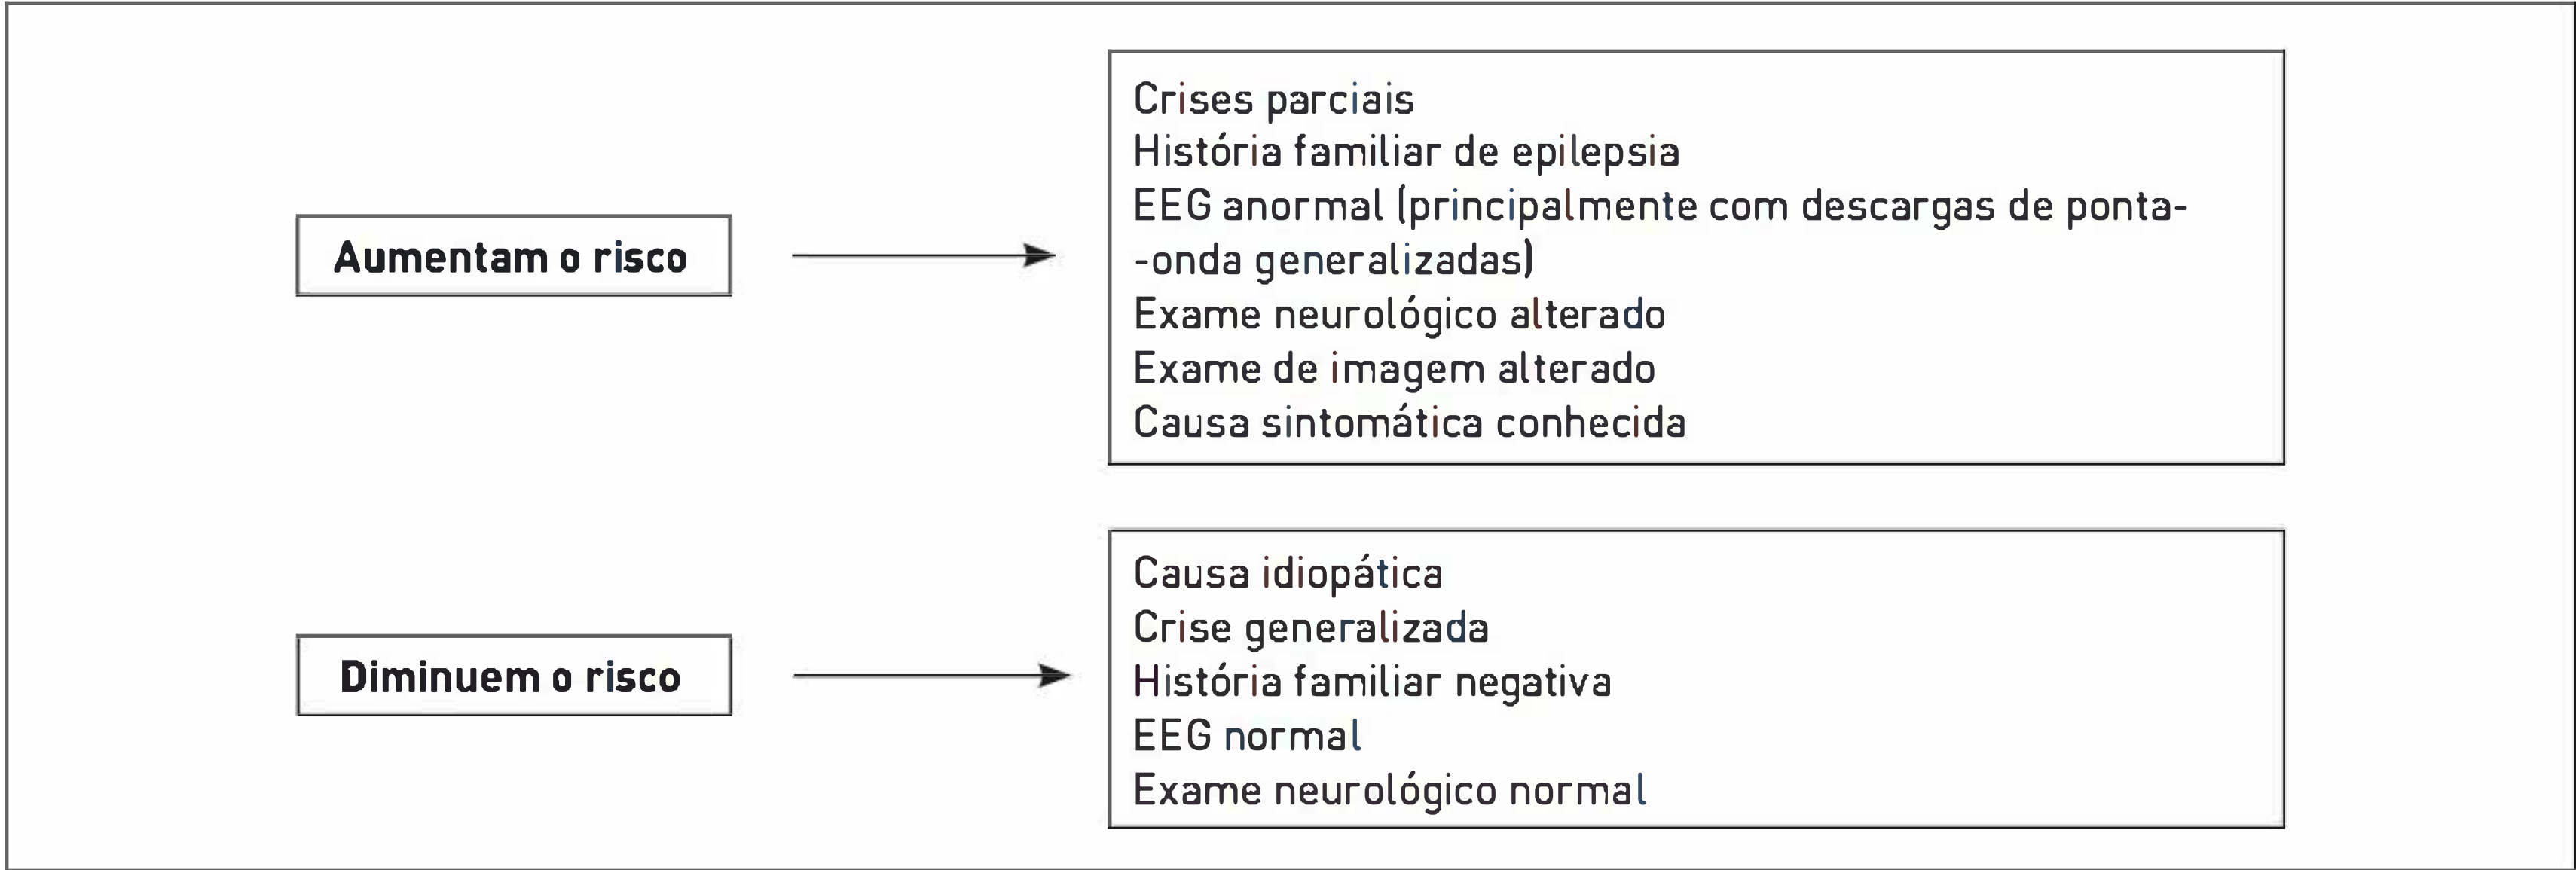 Aumentam o risco
Crises parciais
História familiar de epilepsia
EEG anormal (principalmente com descargas de ponta-
-onda generalizadas)
Exame neurológico alterado
Exame de imagem alterado
Causa sintomática conhecida
Diminuem o risco
Causa idiopática
Crise generalizada
História familiar negativa
EEG normal
Exame neurológico normal